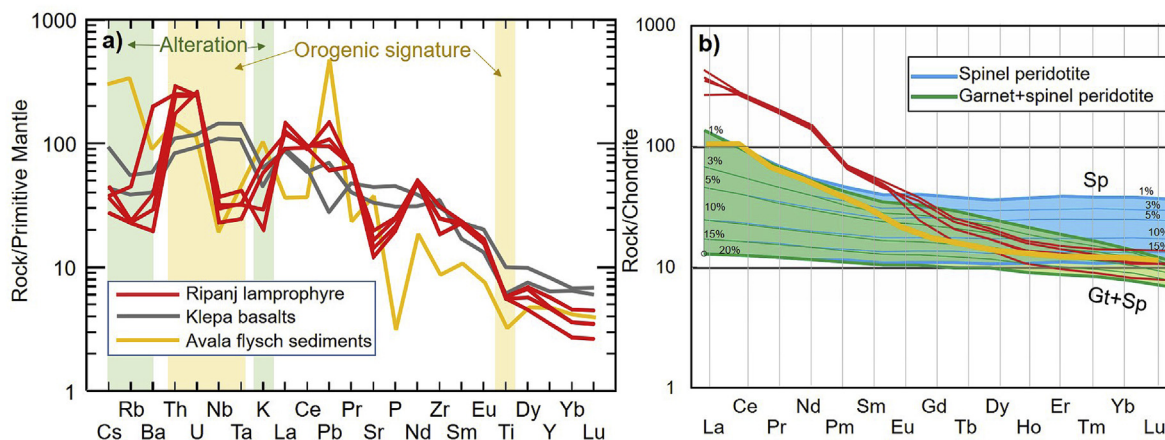 a)
Alteration
Orogenic signature
Rock/Primitive Mantle
1000
100
10
1
Ripanj lamprophyre
Klepa basalts
Avala flysch sediments
Rb Th Nb K Ce Pr P Zr Eu Dy Yb
Cs Ba U Ta La Pb Sr Nd Sm Ti Y Lu
b)
Spinel peridotite
Garnet+spinel peridotite
Rock/Chondrite
1000
100
10
1
1%
3%
5%
10%
15%
20%
Sp
1%
3%
5%
10%
15%
Gt+Sp
Ce Nd Sm Gd Dy Er Yb
La Pr Pm Eu Tb Ho Tm Lu